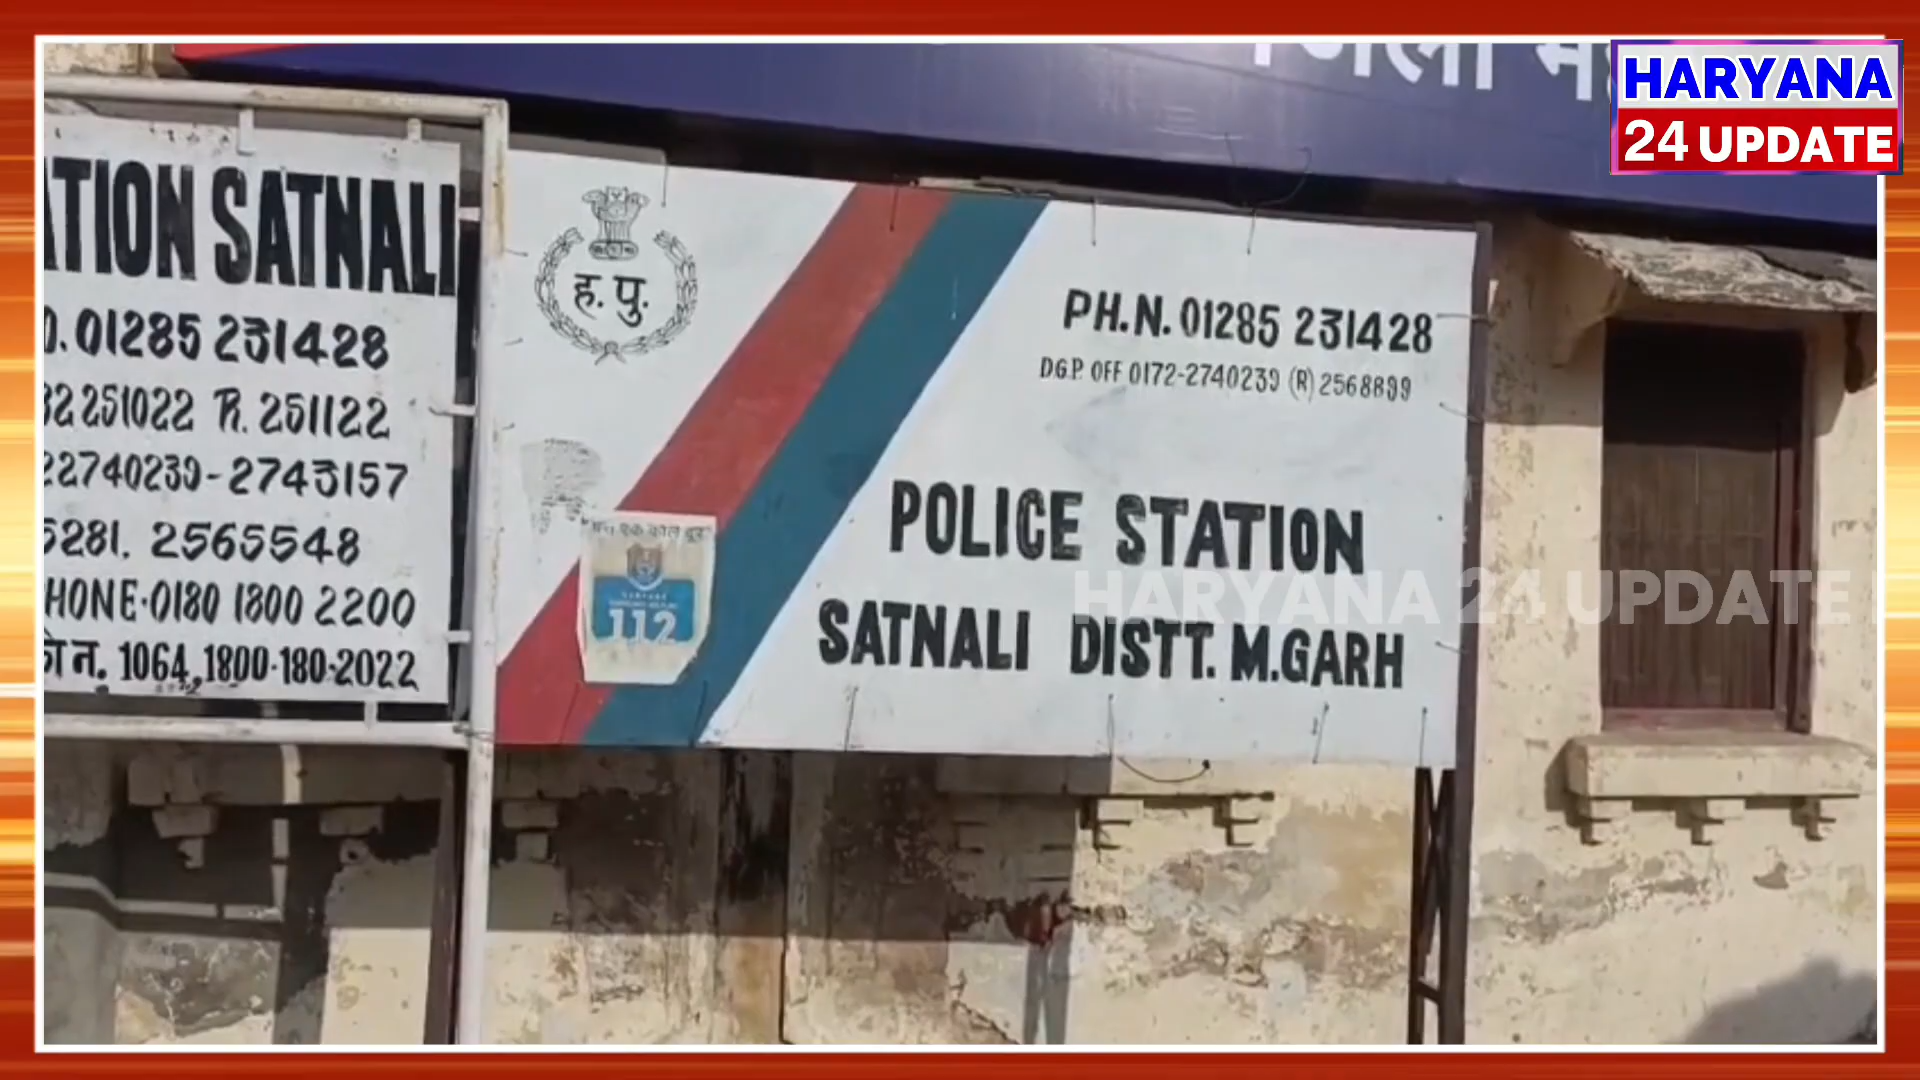 HARYANA
24 UPDATE
जिला
ATION SATNALI
0. 01285 231428
32 251022 R. 251122
22740239-2743157
5281. 2565548
HONE·0180 1800 2200
1064,1800-180-2022
ह. पु.
PH.N. 01285 231428
DGP. OFF 0172-2740239 (R) 2568899
POLICE STATION
SATNALI DISTT. M.GARH
112
HARYANA 24 UPDATE